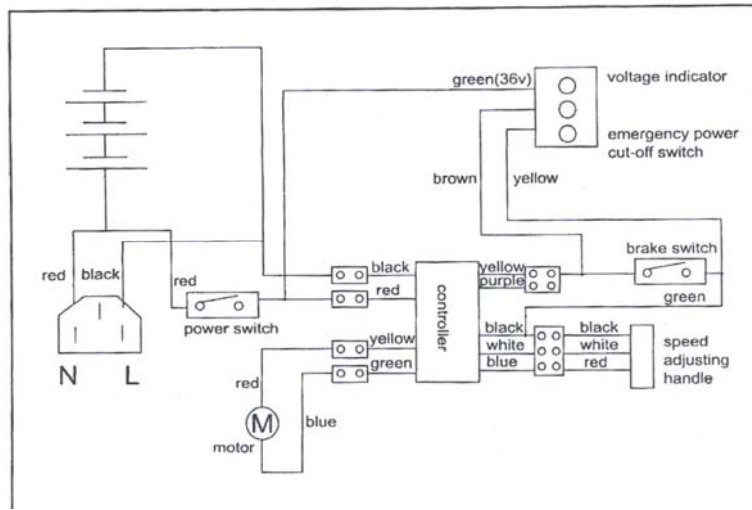 green(36v)
voltage indicator
emergency power
cut-off switch
brown
yellow
red
black
red
power switch
N
L
black
red
controller
yellow
purple
brake switch
green
black
white
blue
black
white
red
speed
adjusting
handle
yellow
green
red
blue
M
motor